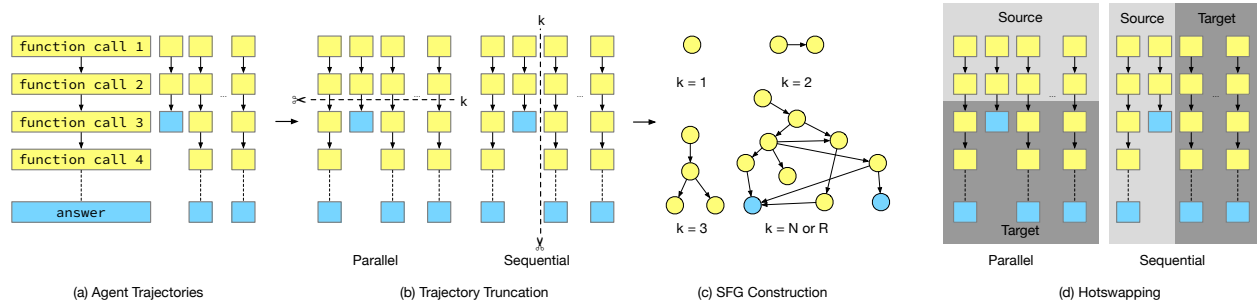 function call 1
function call 2
function call 3
function call 4
answer
...
(a) Agent Trajectories
k
...
k
...
Parallel
Sequential
(b) Trajectory Truncation
k = 1
k = 2
k = 3
k = N or R
(c) SFG Construction
Source
...
Target
Parallel
Source
Target
...
Sequential
(d) Hotswapping